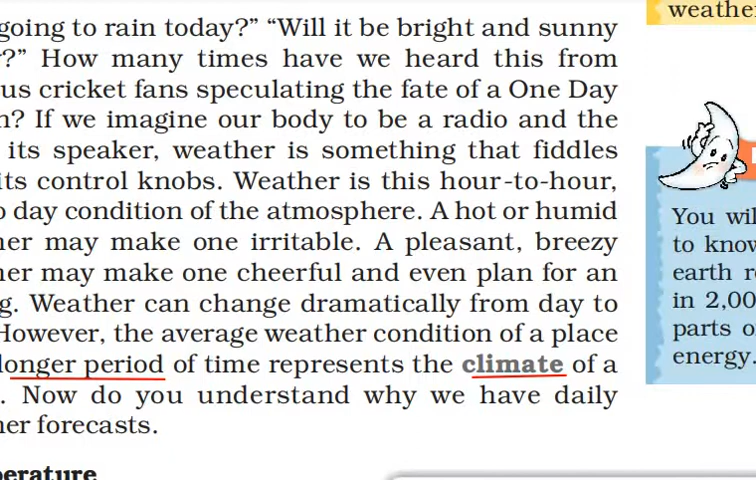 going to rain today?” “Will it be bright and sunny
?” How many times have we heard this from
us cricket fans speculating the fate of a One Day
? If we imagine our body to be a radio and the
its speaker, weather is something that fiddles
its control knobs. Weather is this hour-to-hour,
day condition of the atmosphere. A hot or humid
her may make one irritable. A pleasant, breezy
her may make one cheerful and even plan for an
g. Weather can change dramatically from day to
However, the average weather condition of a place
longer period of time represents the climate of a
. Now do you understand why we have daily
her forecasts.
perature
weather
You wil
to know
earth re
in 2,00
parts o
energy.